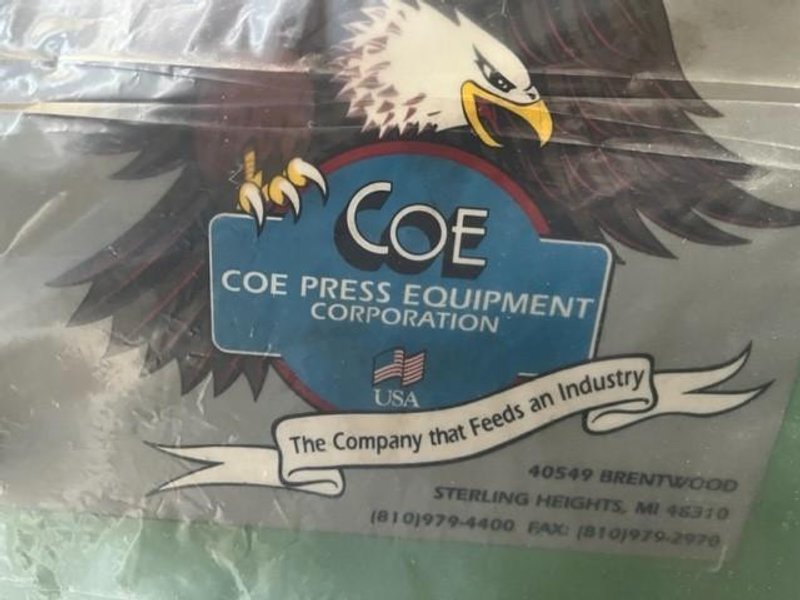 COE
COE PRESS EQUIPMENT
CORPORATION
USA
The Company that Feeds an Industry
40549 BRENTWOOD
STERLING HEIGHTS, MI 48310
(810)979-4400 FAX: (810)979-2970